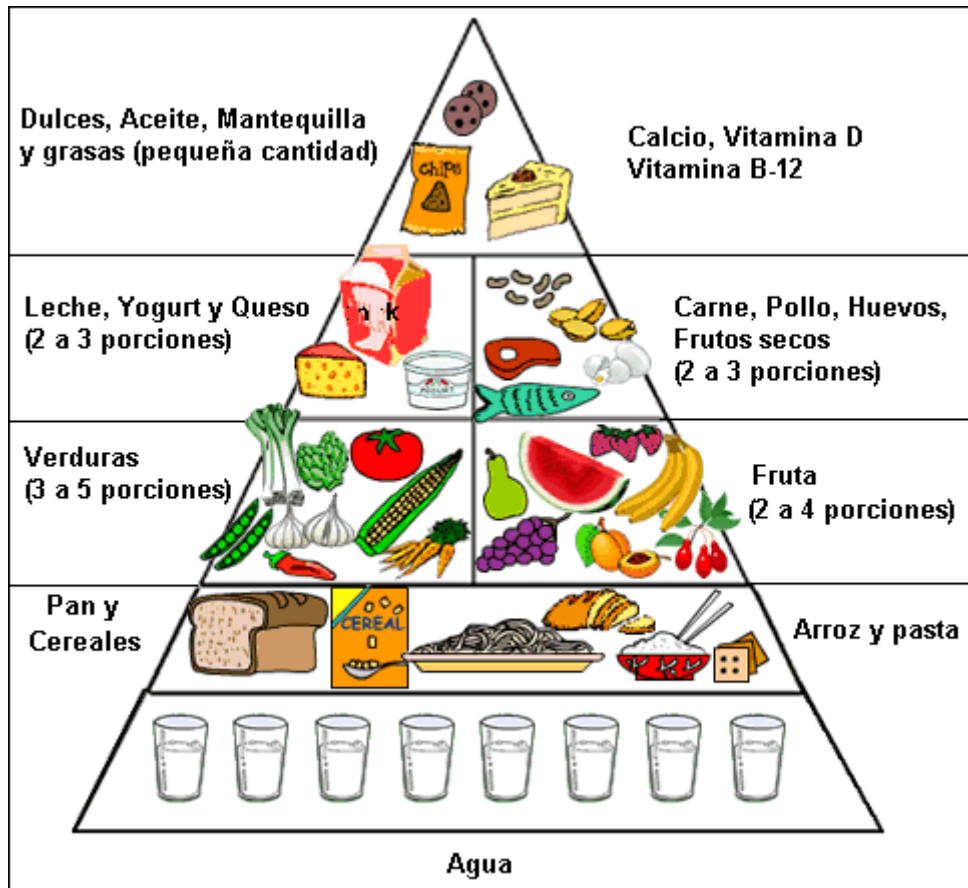 Dulces, Aceite, Mantequilla
y grasas (pequeña cantidad)
Calcio, Vitamina D
Vitamina B-12
chips
Leche, Yogurt y Queso
(2 a 3 porciones)
Carne, Pollo, Huevos,
Frutos secos
(2 a 3 porciones)
YOGURT
Verduras
(3 a 5 porciones)
Fruta
(2 a 4 porciones)
Pan y
Cereales
CEREAL
Arroz y pasta
Agua